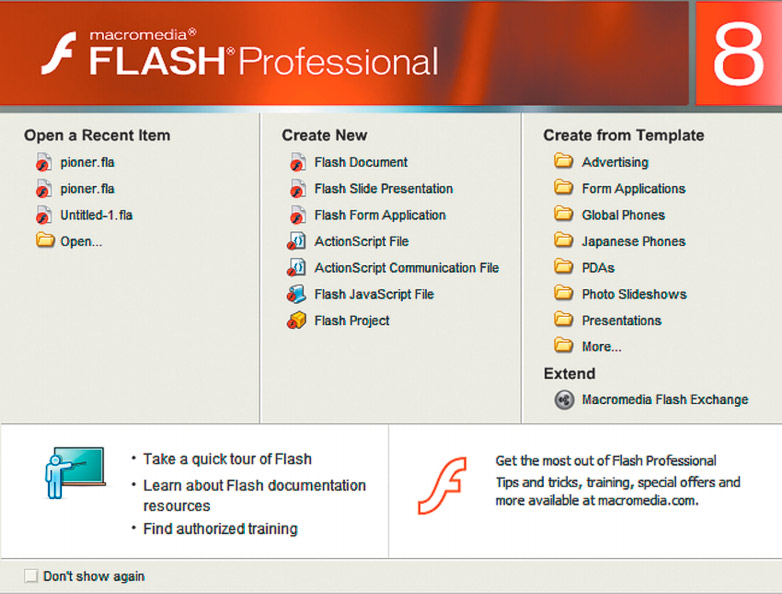 macromedia®
FLASH® Professional
8
Open a Recent Item
pioner.fla
pioner.fla
Untitled-1.fla
Open...
Create New
Flash Document
Flash Slide Presentation
Flash Form Application
ActionScript File
ActionScript Communication File
Flash JavaScript File
Flash Project
Create from Template
Advertising
Form Applications
Global Phones
Japanese Phones
PDAs
Photo Slideshows
Presentations
More...
Extend
Macromedia Flash Exchange
• Take a quick tour of Flash
• Learn about Flash documentation
resources
• Find authorized training
Get the most out of Flash Professional
Tips and tricks, training, special offers and
more available at macromedia.com.
Don't show again